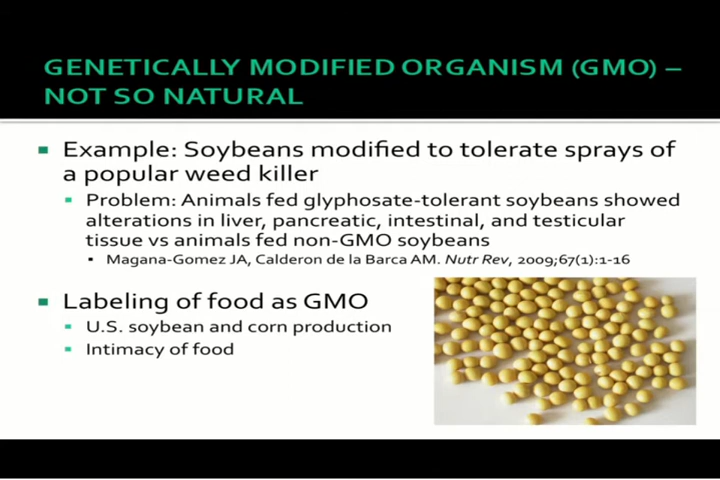 GENETICALLY MODIFIED ORGANISM (GMO) –
NOT SO NATURAL
Example: Soybeans modified to tolerate sprays of
a popular weed killer
Problem: Animals fed glyphosate-tolerant soybeans showed
alterations in liver, pancreatic, intestinal, and testicular
tissue vs animals fed non-GMO soybeans
Magana-Gomez JA, Calderon de la Barca AM. Nutr Rev, 2009;67(1):1-16
Labeling of food as GMO
U.S. soybean and corn production
Intimacy of food